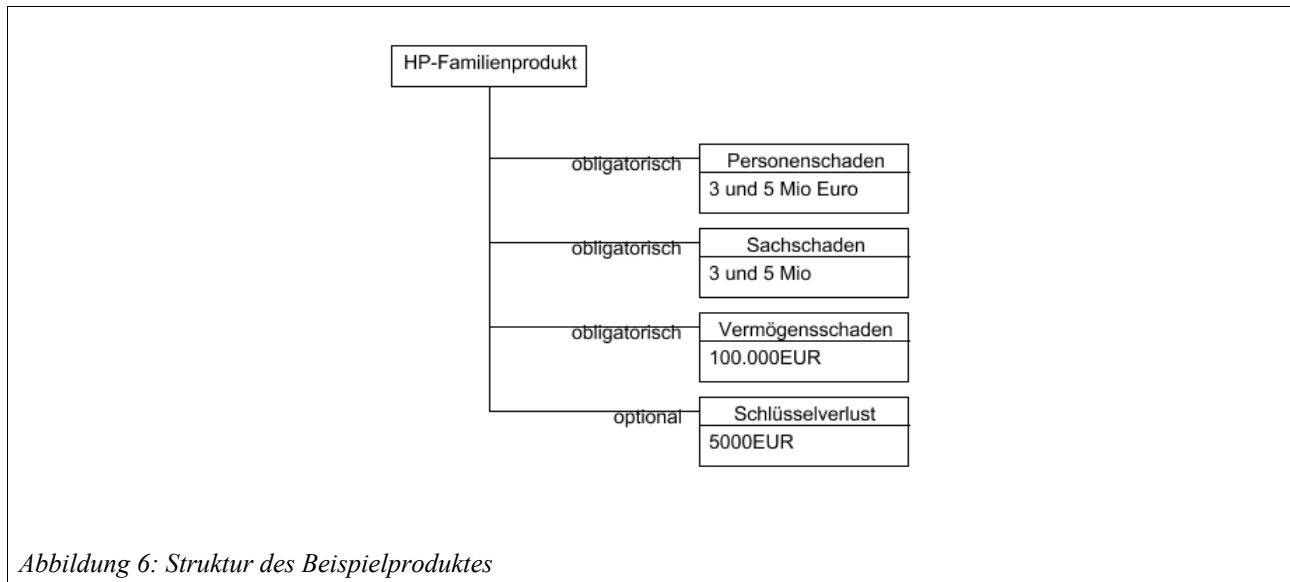 HP-Familienprodukt
obligatorisch
Personenschaden
3 und 5 Mio Euro
obligatorisch
Sachschaden
3 und 5 Mio
obligatorisch
Vermögensschaden
100.000EUR
optional
Schlüsselverlust
5000EUR
Abbildung 6: Struktur des Beispielproduktes